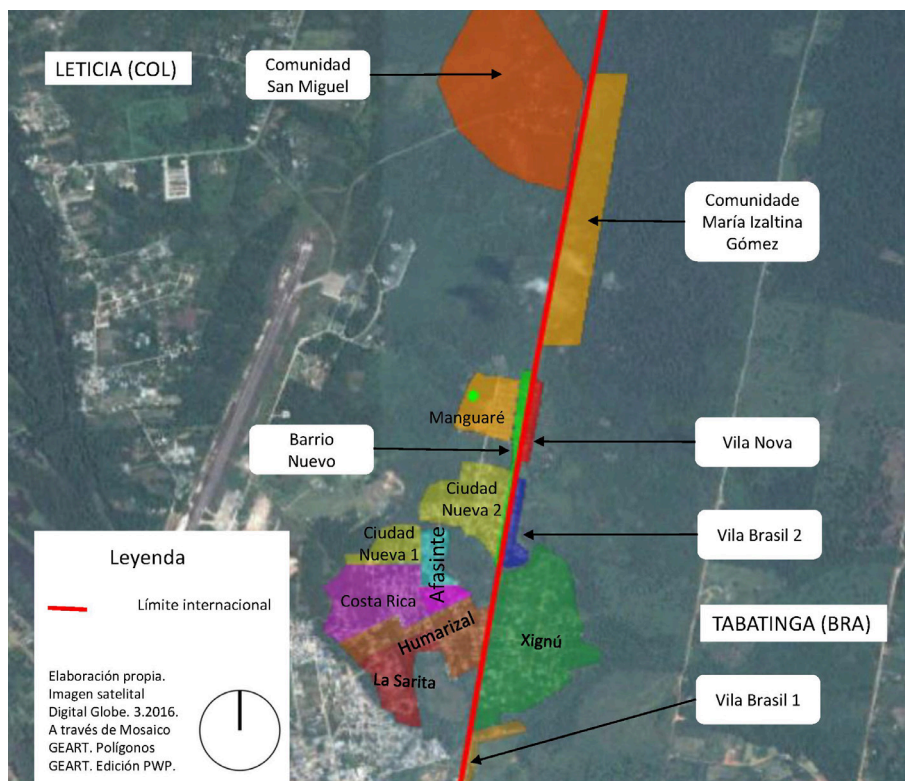 LETICIA (COL)
Comunidad
San Miguel
Comunidade
María Izaltina
Gómez
Manguaré
Barrio
Nuevo
Vila Nova
Ciudad
Nueva 2
Ciudad
Nueva 1
Afasinte
Vila Brasil 2
Costa Rica
Humarizal
Xignú
TABATINGA (BRA)
La Sarita
Vila Brasil 1
Leyenda
Límite internacional
Elaboración propia.
Imagen satelital
Digital Globe. 3.2016.
A través de Mosaico
GEART. Polígonos
GEART. Edición PWP.